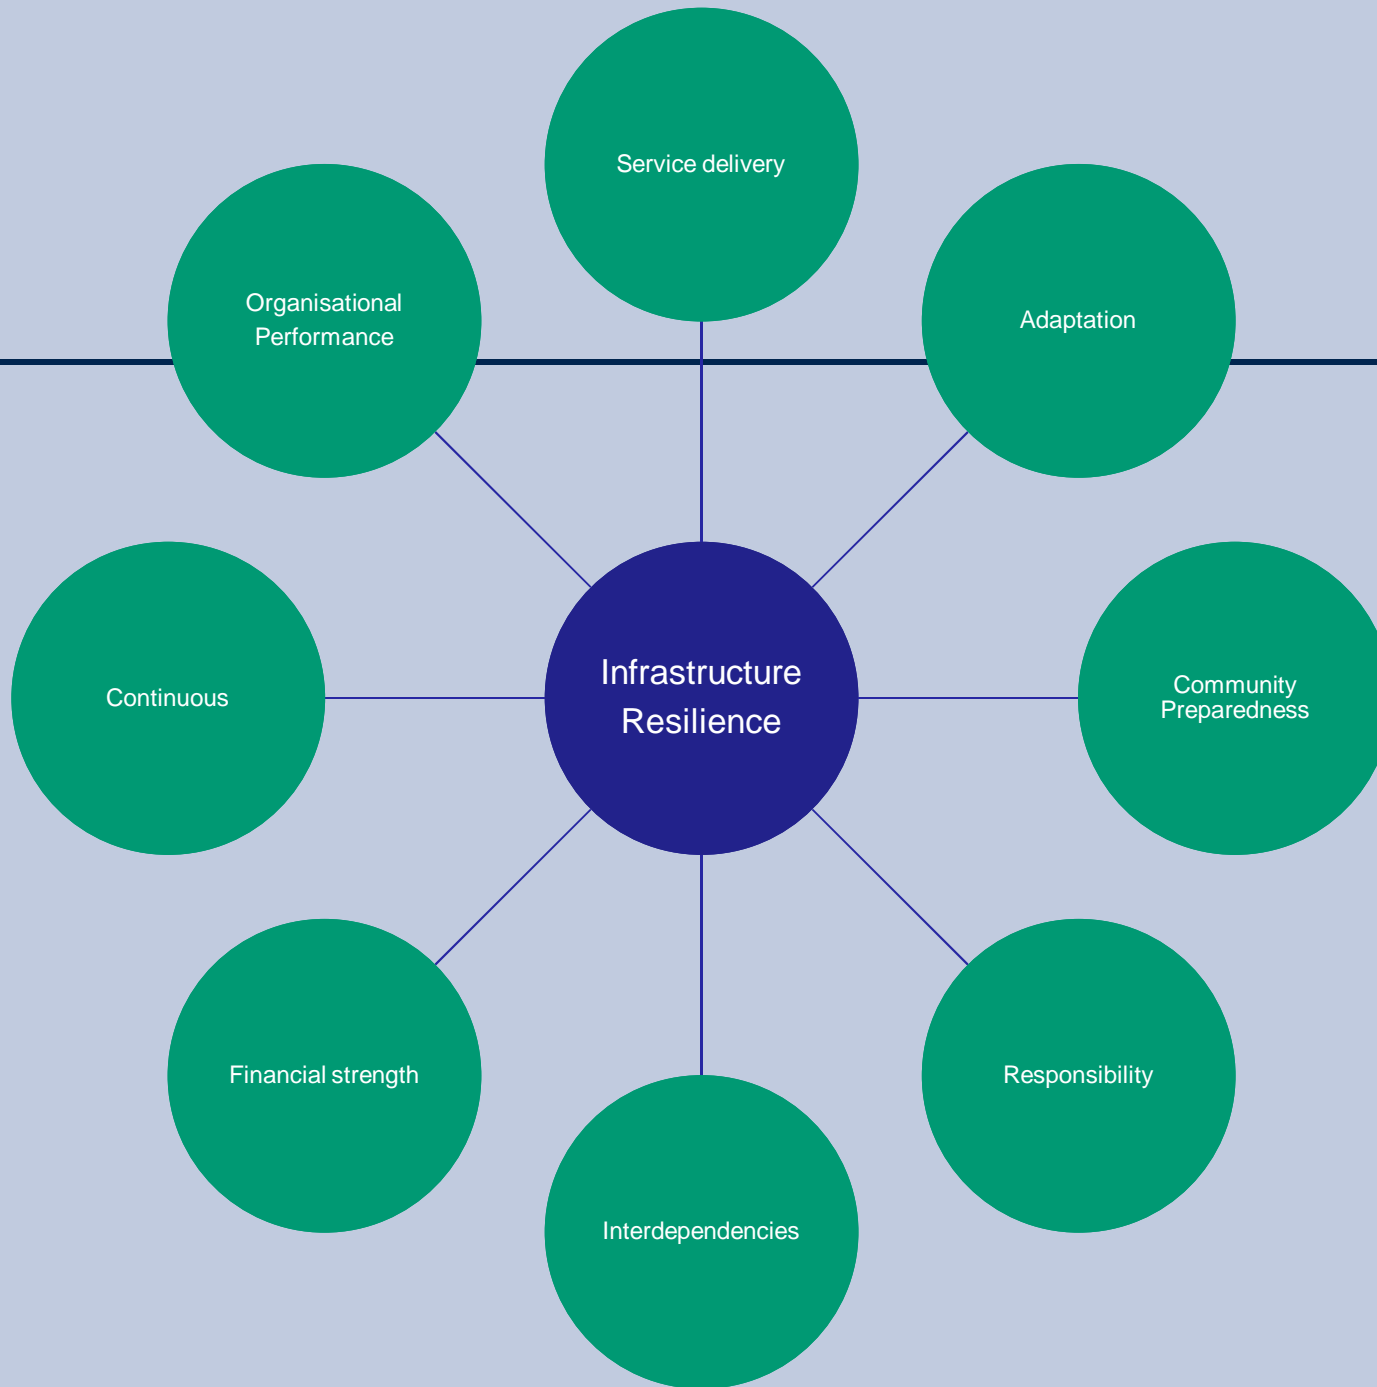 Service delivery
Organisational
Performance
Adaptation
Continuous
Infrastructure
Resilience
Community
Preparedness
Financial strength
Responsibility
Interdependencies